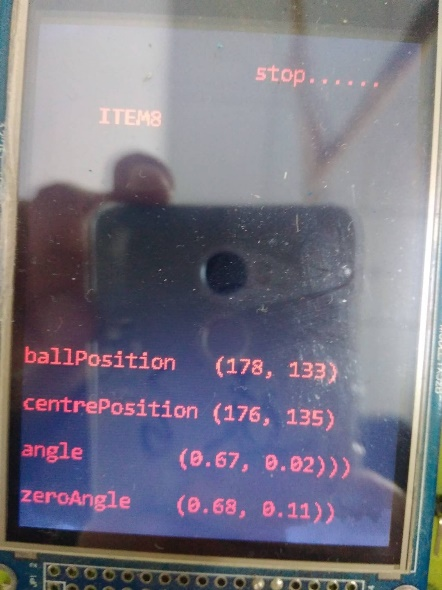 stop......
ITEM8
ballPosition (178, 133)
centrePosition (176, 135)
angle (0.67, 0.02)))
zeroAngle (0.68, 0.11))